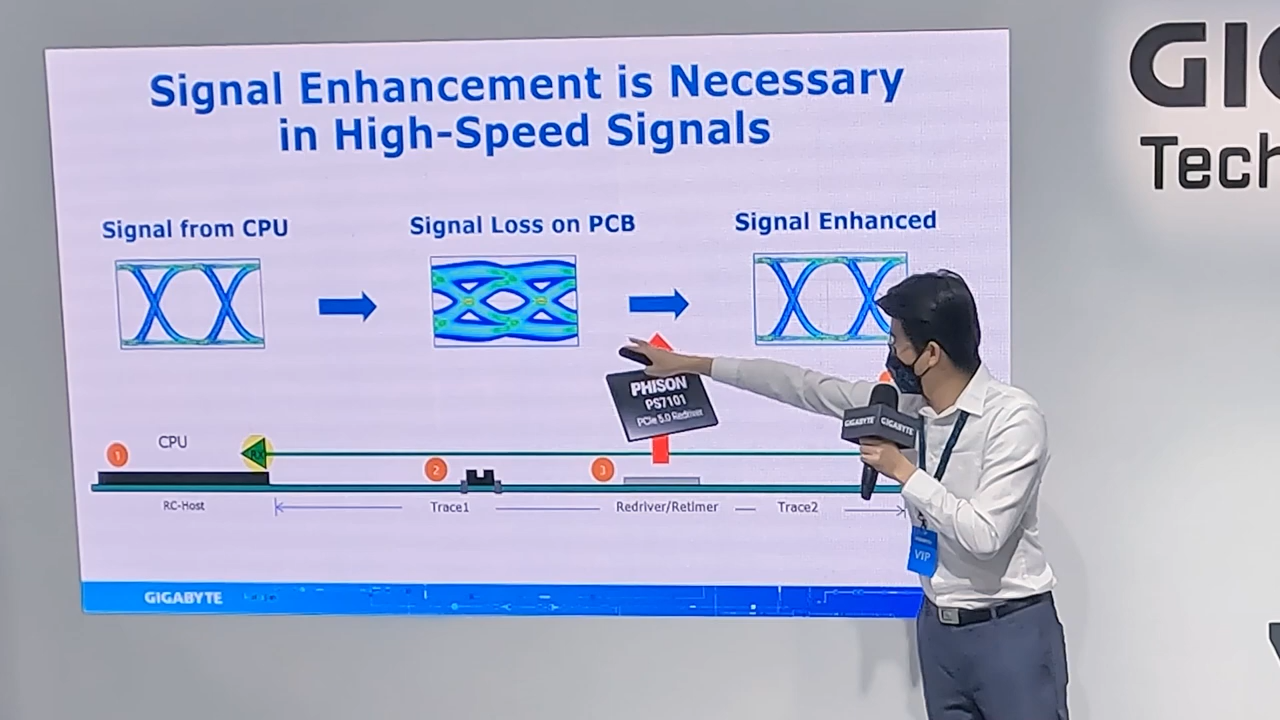 Signal Enhancement is Necessary
in High-Speed Signals
Signal from CPU
Signal Loss on PCB
Signal Enhanced
PHISON
PS7101
PCIe 5.0 Redriver
1
CPU
RX
2
3
RC-Host
Trace1
Redriver/Retimer
Trace2
GIGABYTE
GIGABYTE
GIGABYTE
VIP
GIG
Tech